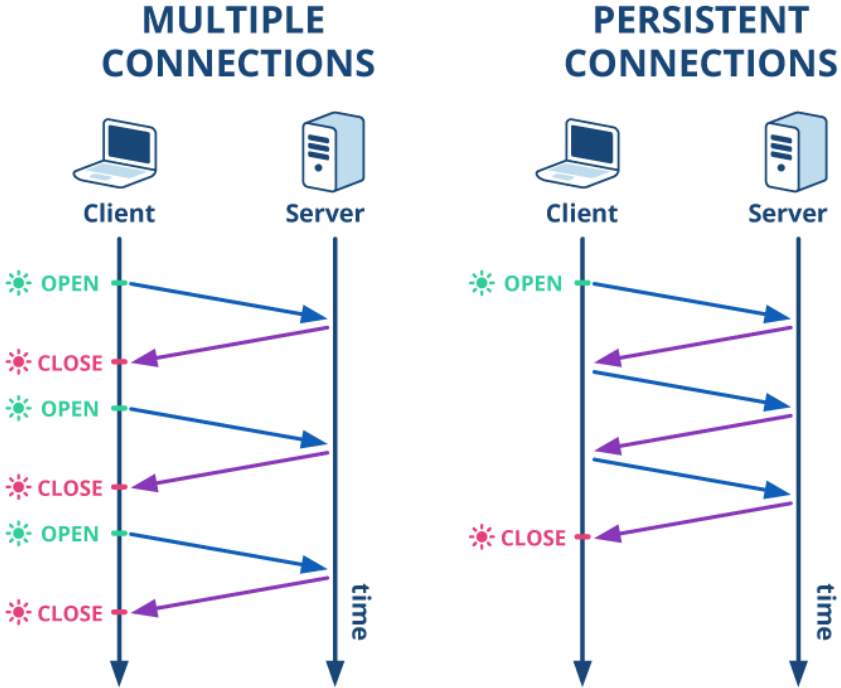 MULTIPLE
CONNECTIONS
Client
Server
OPEN
CLOSE
OPEN
CLOSE
OPEN
CLOSE
time
PERSISTENT
CONNECTIONS
Client
Server
OPEN
CLOSE
time